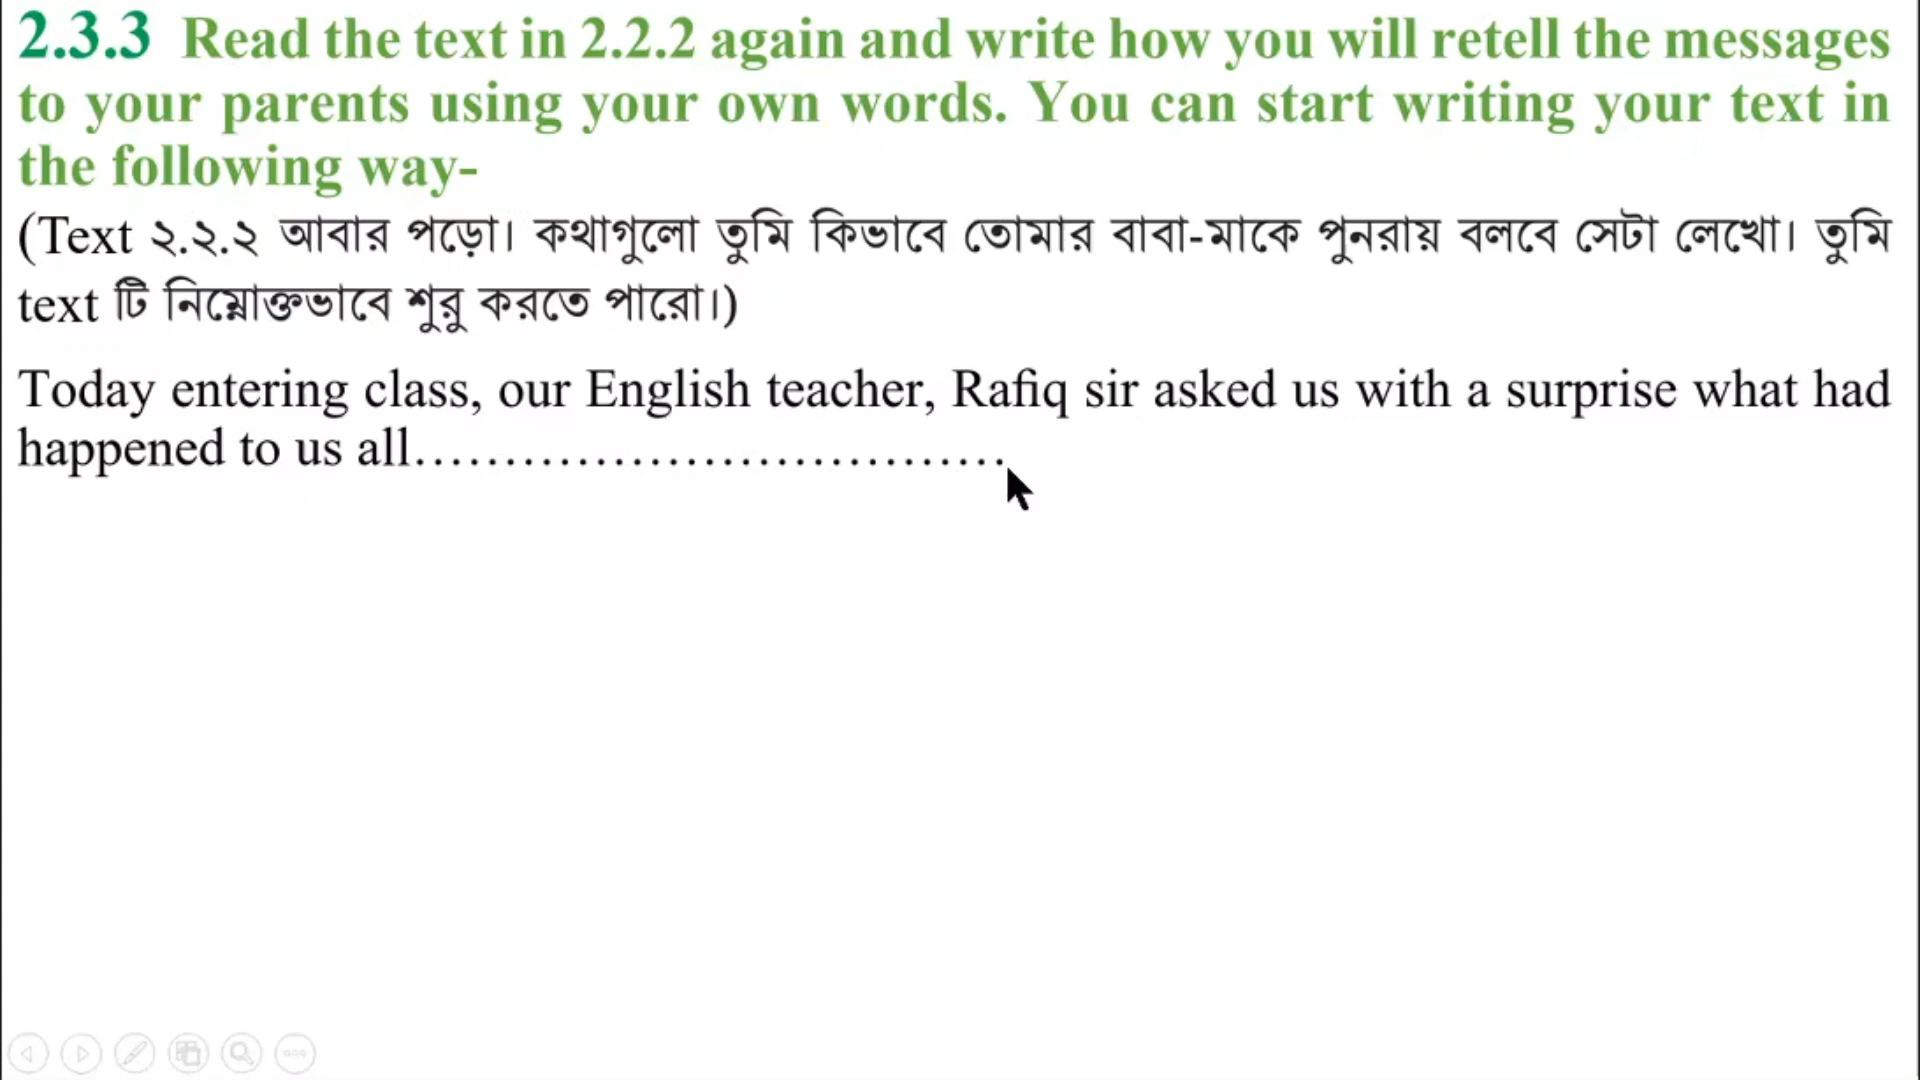 2.3.3 Read the text in 2.2.2 again and write how you will retell the messages
to your parents using your own words. You can start writing your text in
the following way-
(Text ২.২.২ আবার পড়ো। কথাগুলো তুমি কিভাবে তোমার বাবা-মাকে পুনরায় বলবে সেটা লেখো। তুমি
text টি নিম্নোক্তভাবে শুরু করতে পারো।)
Today entering class, our English teacher, Rafiq sir asked us with a surprise what had
happened to us all.................................